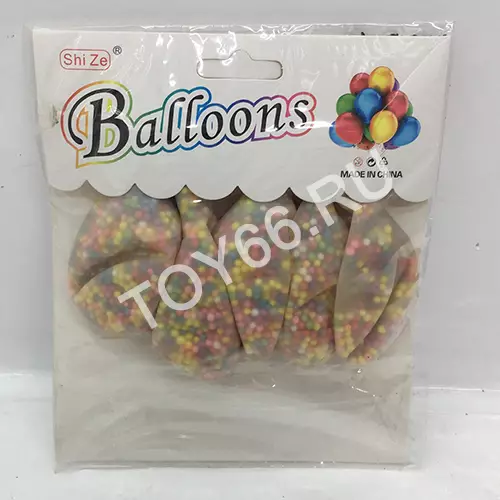 Shi Ze®
Balloons
MADE IN CHINA
TOY66.RU